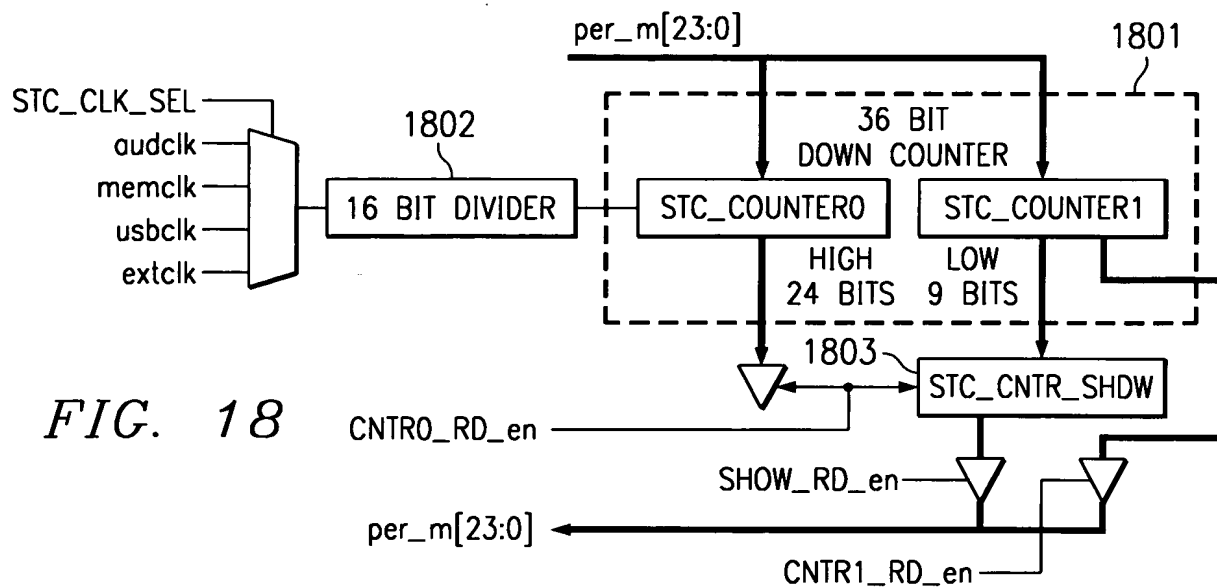 per_m[23:0]
1801
STC_CLK_SEL
audclk
memclk
usbclk
extclk
1802
16 BIT DIVIDER
36 BIT
DOWN COUNTER
STC_COUNTER0
STC_COUNTER1
HIGH
24 BITS
LOW
9 BITS
1803
STC_CNTR_SHDW
FIG. 18
CNTR0_RD_en
SHOW_RD_en
per_m[23:0]
CNTR1_RD_en